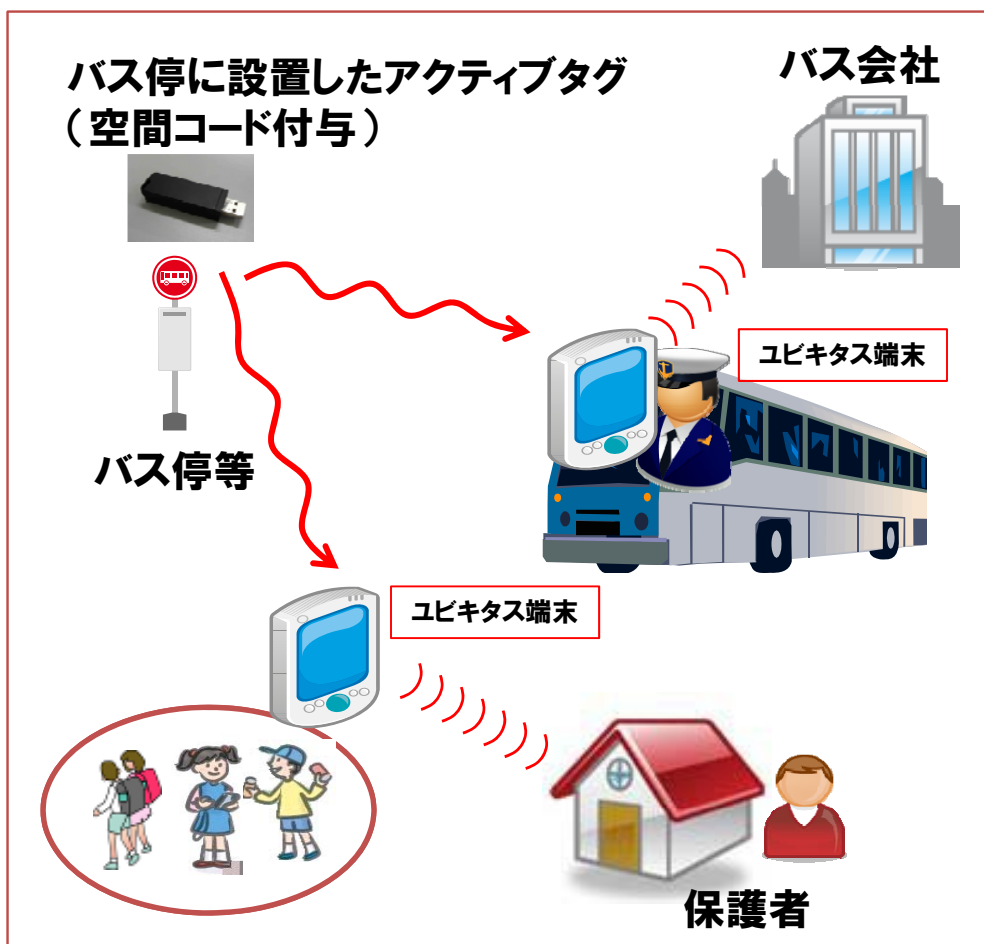 バス停に設置したアクティブタグ
（空間コード付与）
バス会社
ユビキタス端末
バス停等
ユビキタス端末
保護者